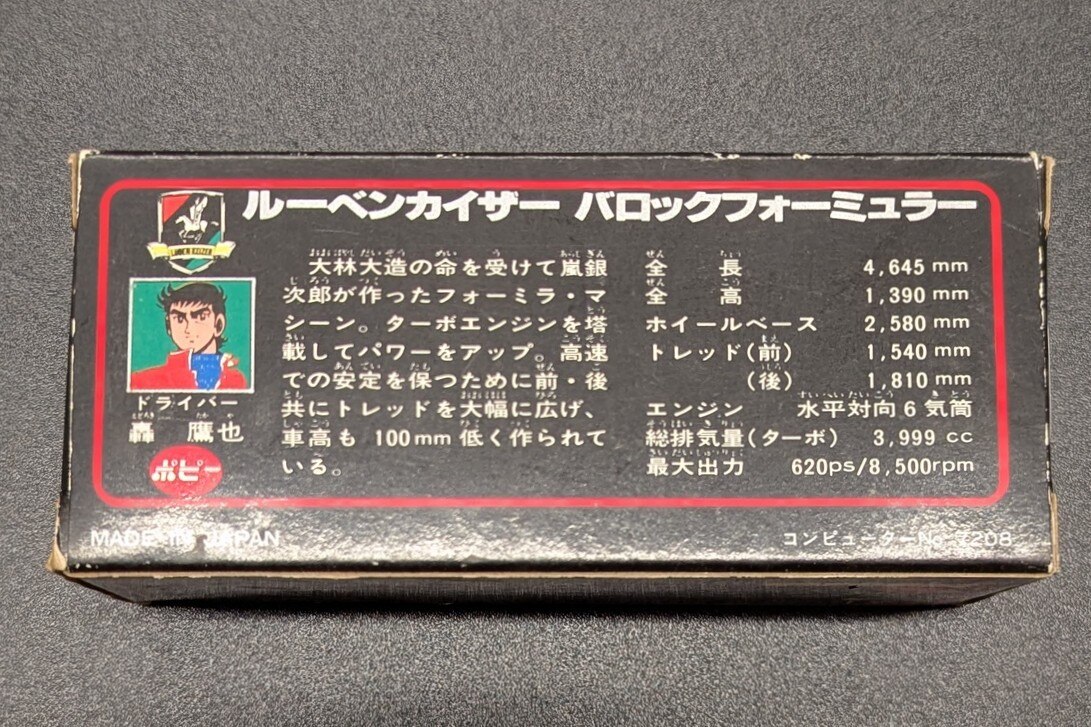 ルーベンカイザー バロックフォーミュラー
大林大造の命を受けて嵐銀
次郎が作ったフォーミラ・マ
シーン。ターボエンジンを塔
載してパワーをアップ。高速
での安定を保つために前・後
共にトレッドを大幅に広げ、
車高も 100mm 低く作られて
いる。
全長 4,645 mm
全高 1,390 mm
ホイールベース 2,580 mm
トレッド(前) 1,540 mm
(後) 1,810 mm
エンジン 水平対向6気筒
総排気量(ターボ) 3,999 cc
最大出力 620ps/8,500rpm
ドライバー
轟 鷹也
ポピー
MADE IN JAPAN
コンピューターNo. 7208